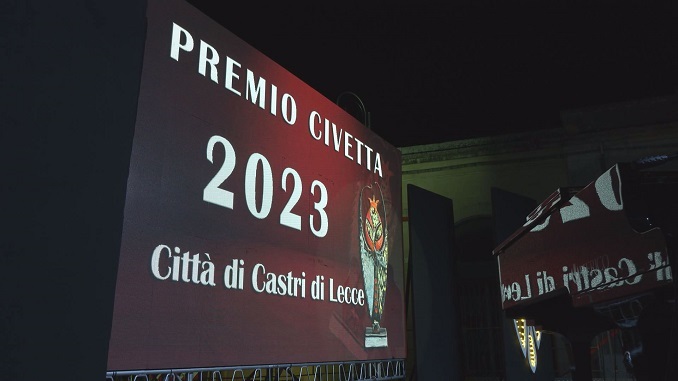 PREMIO CIVETTA
2023
Città di Castri di Lecce